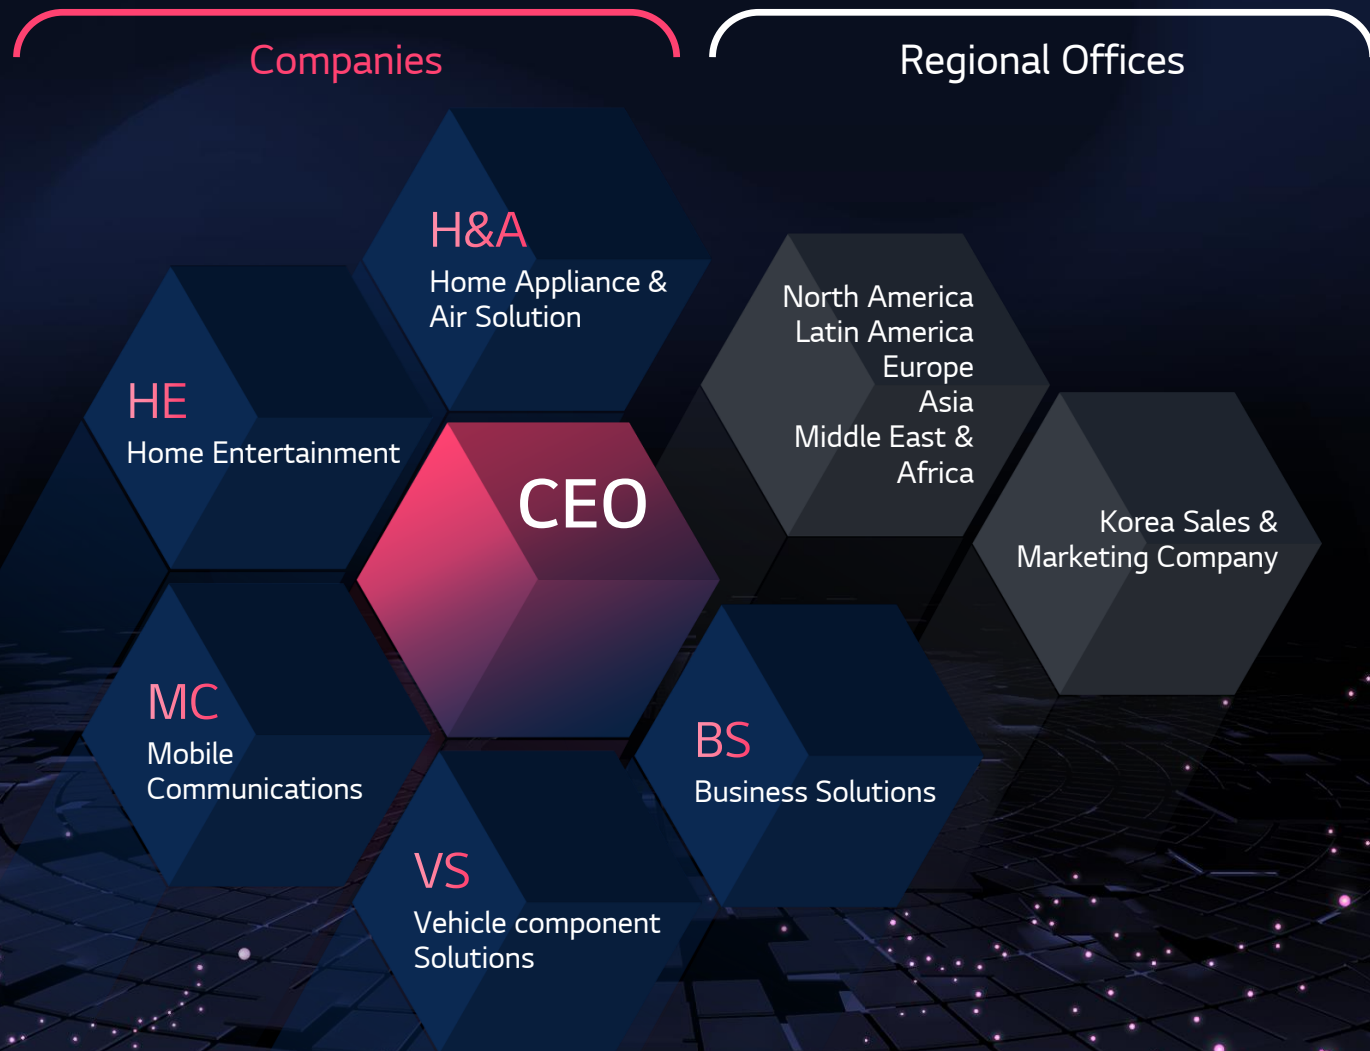 Companies
Regional Offices
H&A
Home Appliance &
Air Solution
HE
Home Entertainment
CEO
MC
Mobile
Communications
VS
Vehicle component
Solutions
BS
Business Solutions
North America
Latin America
Europe
Asia
Middle East &
Africa
Korea Sales &
Marketing Company